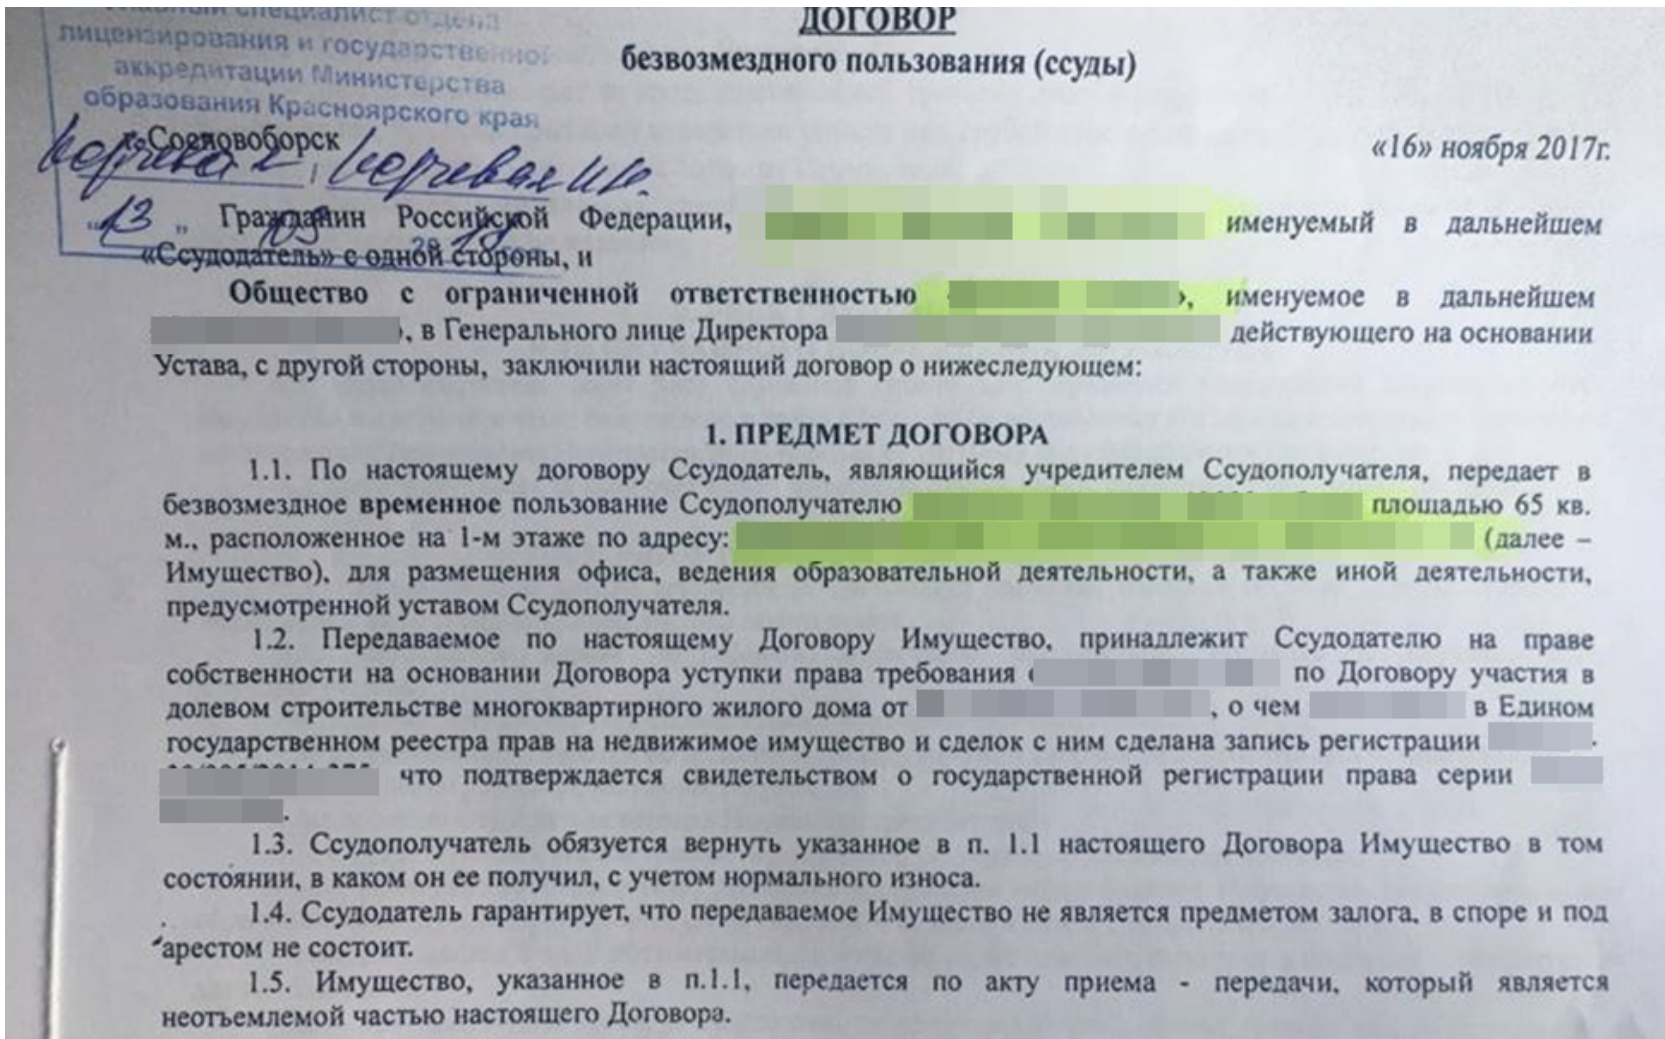 ДОГОВОР
безвозмездного пользования (ссуды)
Главный специалист отдела
лицензирования и государственной
аккредитации Министерства
образования Красноярского края
г. Сосновоборск
«16» ноября 2017г.
Корчевая И.Н.
"13" 03 2018 года
Гражданин Российской Федерации, именуемый в дальнейшем
«Ссудодатель» с одной стороны, и
Общество с ограниченной ответственностью », именуемое в дальнейшем
, в Генерального лице Директора действующего на основании
Устава, с другой стороны, заключили настоящий договор о нижеследующем:
1. ПРЕДМЕТ ДОГОВОРА
1.1. По настоящему договору Ссудодатель, являющийся учредителем Ссудополучателя, передает в
безвозмездное временное пользование Ссудополучателю площадью 65 кв.
м., расположенное на 1-м этаже по адресу: (далее –
Имущество), для размещения офиса, ведения образовательной деятельности, а также иной деятельности,
предусмотренной уставом Ссудополучателя.
1.2. Передаваемое по настоящему Договору Имущество, принадлежит Ссудодателю на праве
собственности на основании Договора уступки права требования по Договору участия в
долевом строительстве многоквартирного жилого дома от , о чем в Едином
государственном реестра прав на недвижимое имущество и сделок с ним сделана запись регистрации
что подтверждается свидетельством о государственной регистрации права серии
.
1.3. Ссудополучатель обязуется вернуть указанное в п. 1.1 настоящего Договора Имущество в том
состоянии, в каком он ее получил, с учетом нормального износа.
1.4. Ссудодатель гарантирует, что передаваемое Имущество не является предметом залога, в споре и под
арестом не состоит.
1.5. Имущество, указанное в п.1.1, передается по акту приема - передачи, который является
неотъемлемой частью настоящего Договора.